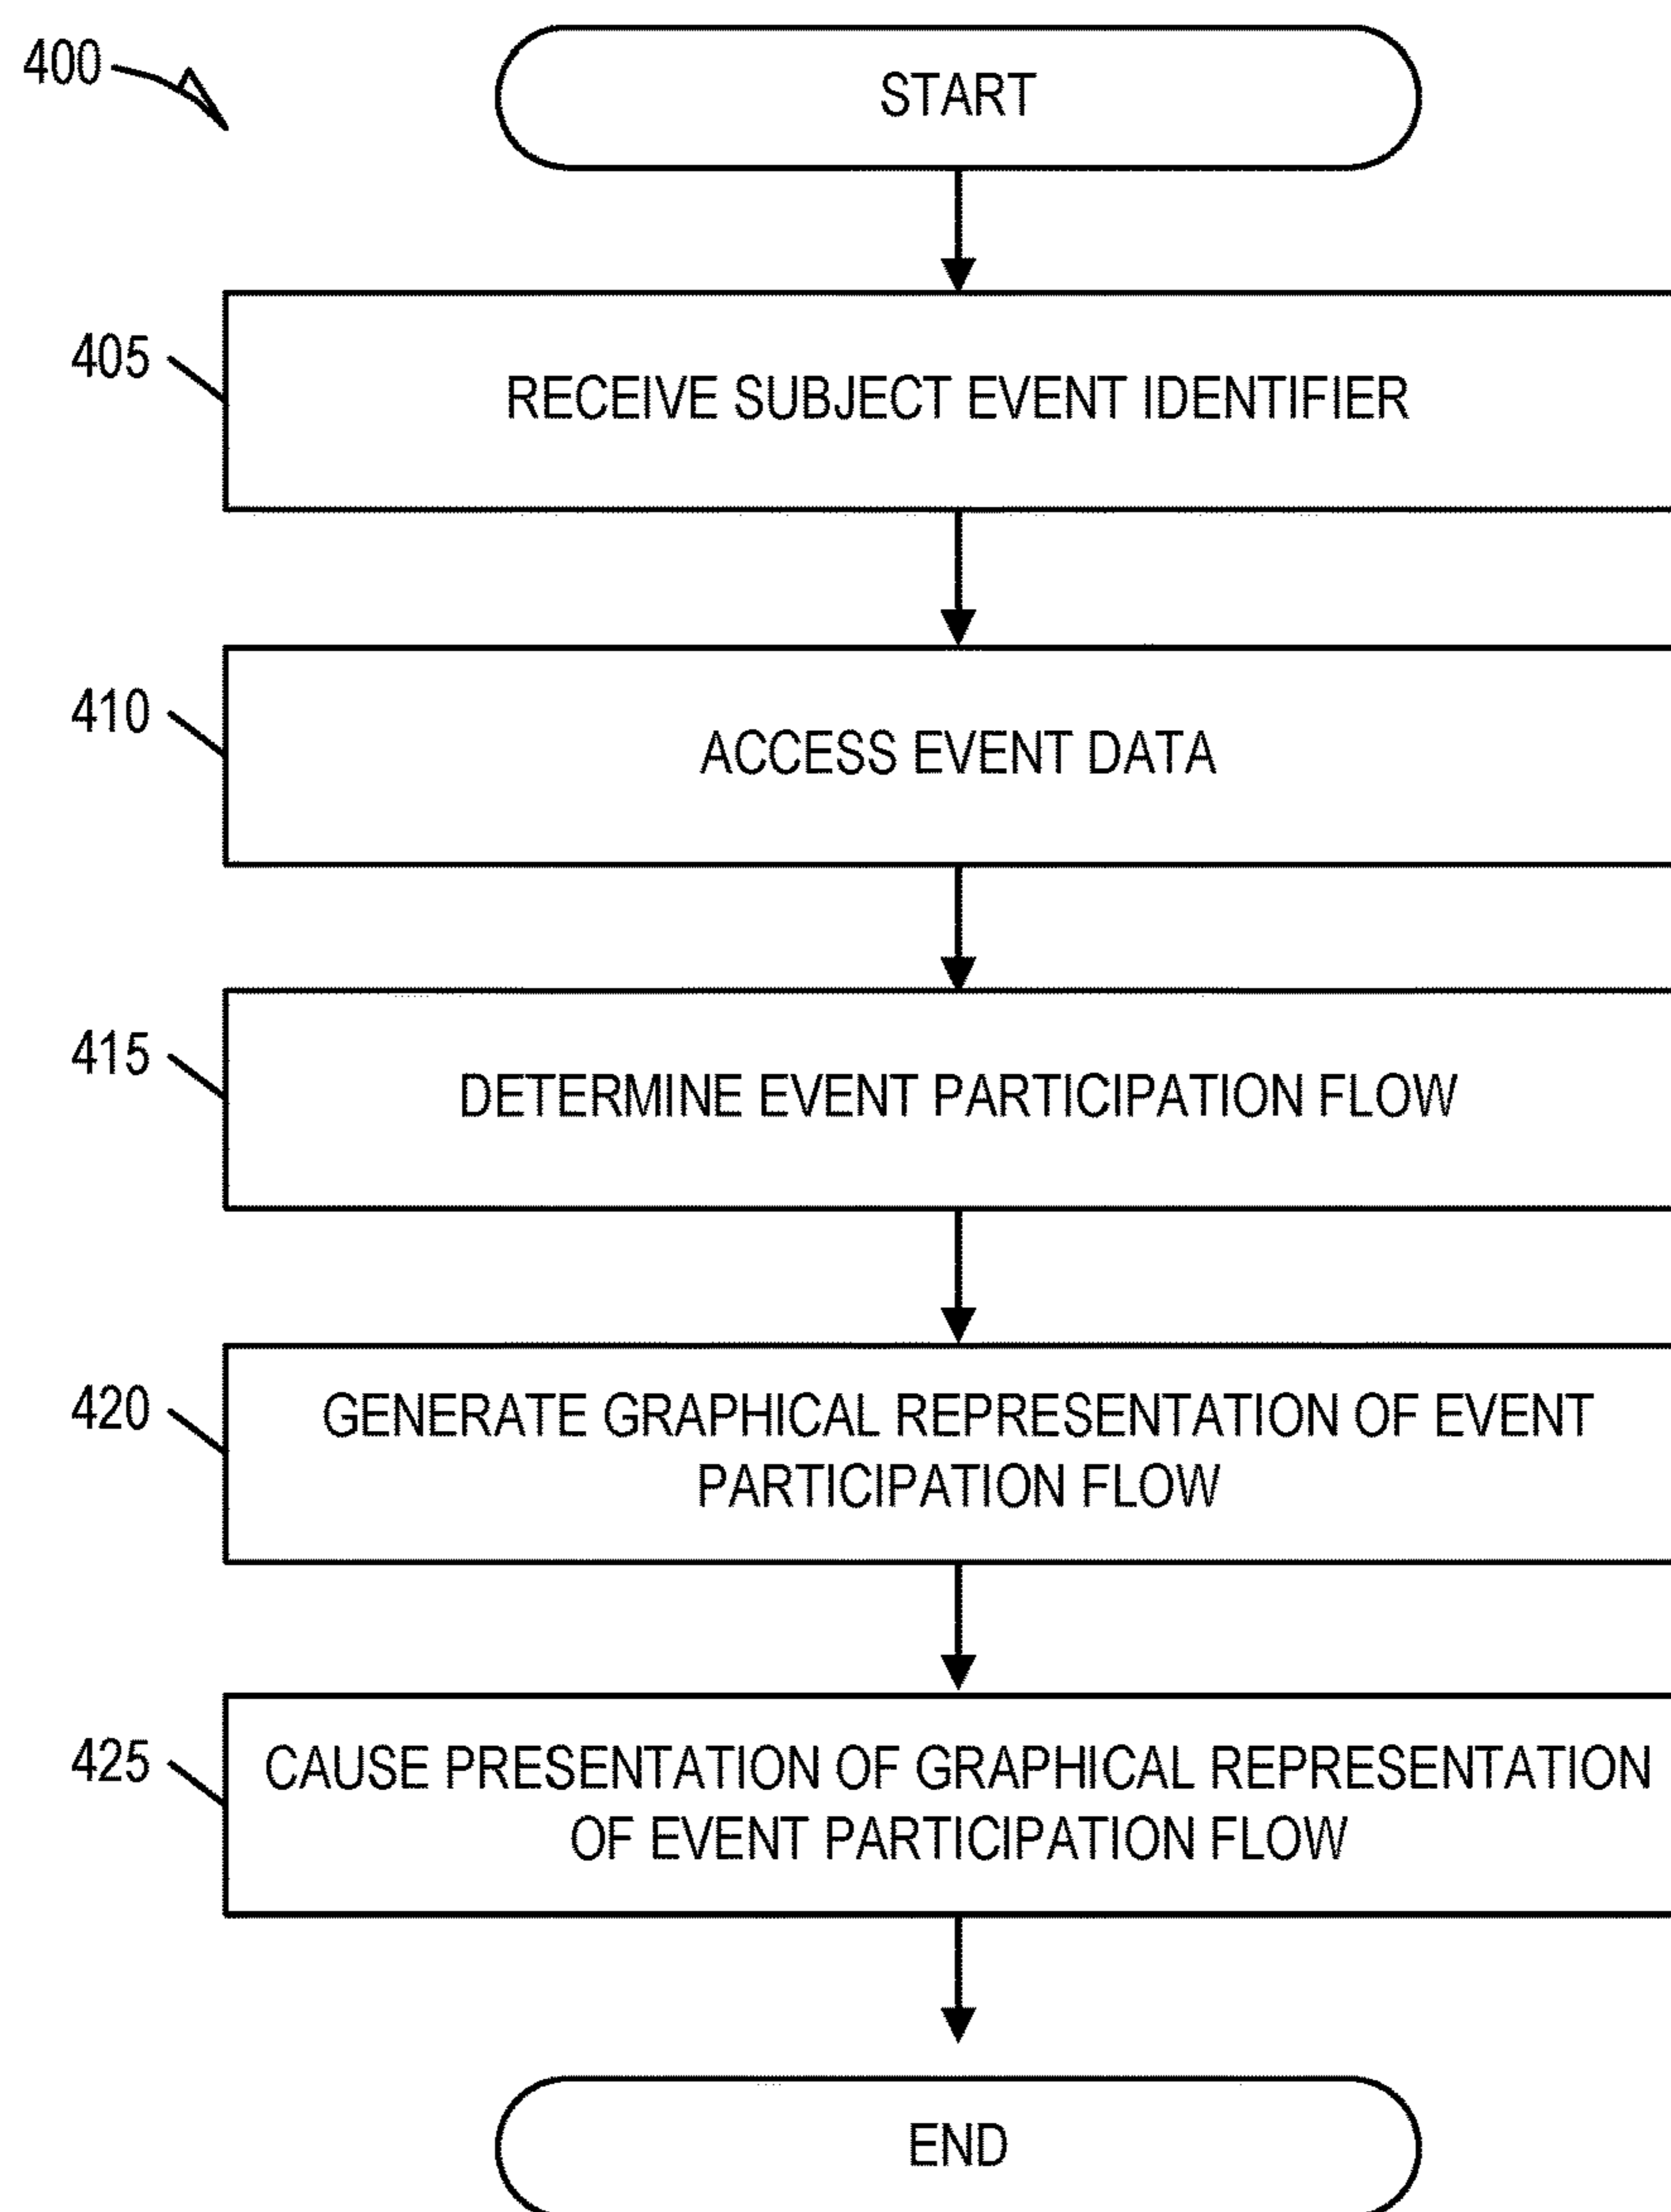 400
START
405
RECEIVE SUBJECT EVENT IDENTIFIER
410
ACCESS EVENT DATA
415
DETERMINE EVENT PARTICIPATION FLOW
420
GENERATE GRAPHICAL REPRESENTATION OF EVENT
PARTICIPATION FLOW
425
CAUSE PRESENTATION OF GRAPHICAL REPRESENTATION
OF EVENT PARTICIPATION FLOW
END